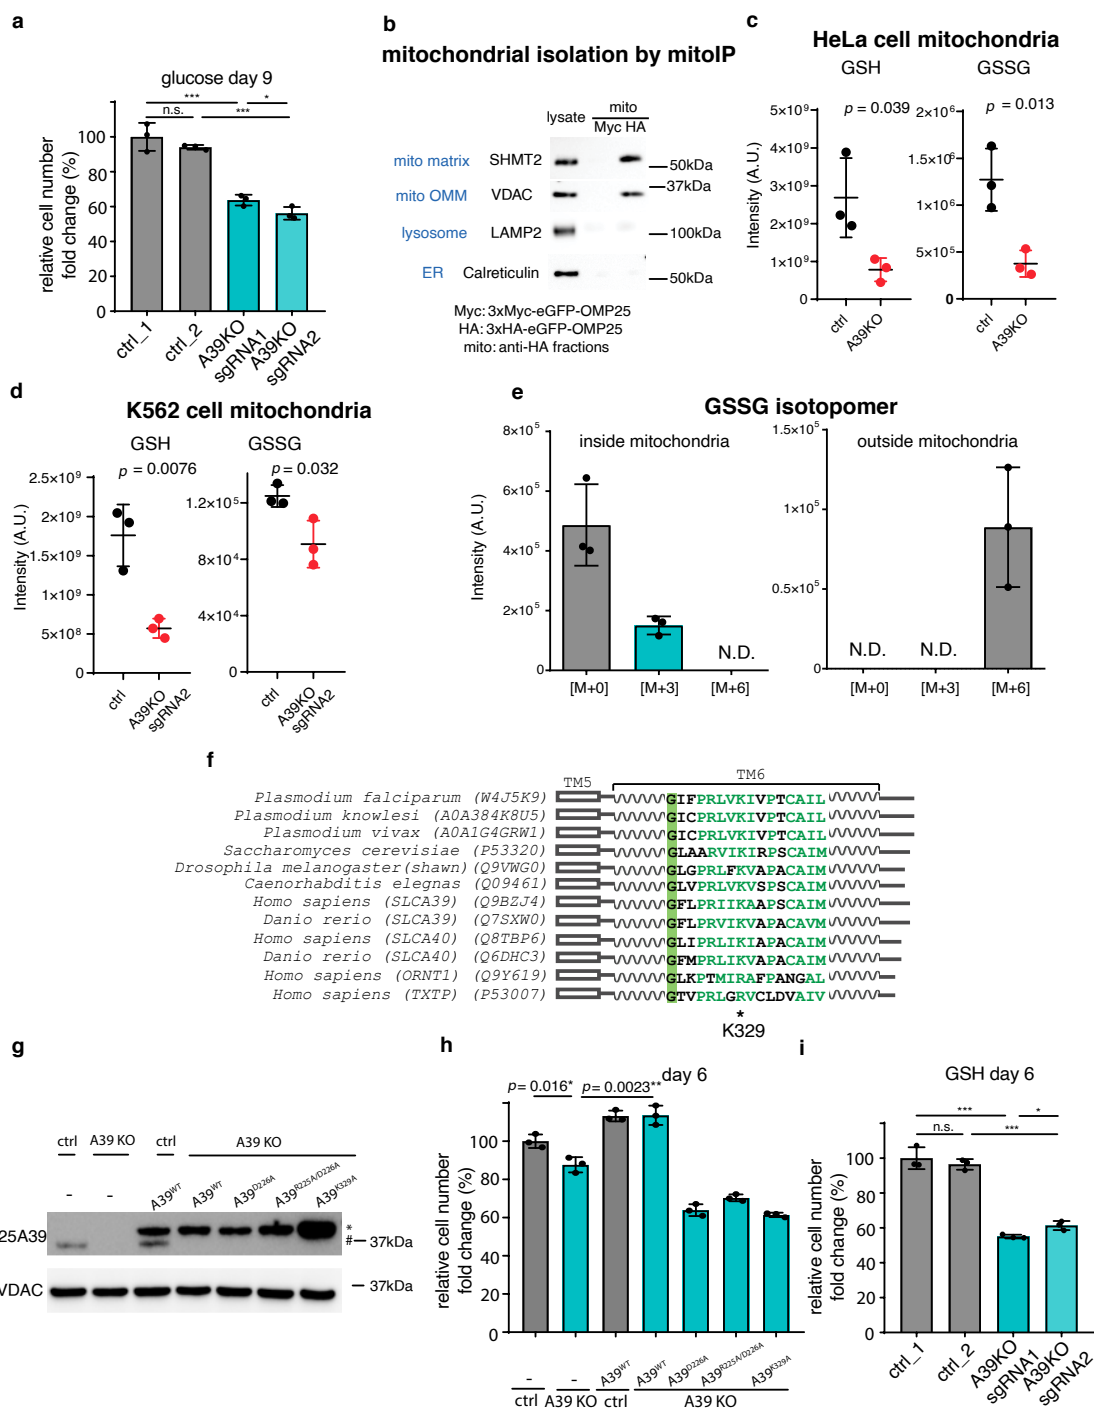 a
glucose day 9
***
*
n.s.
***
relative cell number
fold change (%)
100
80
60
40
20
0
ctrl_1
ctrl_2
A39KO
sgRNA1
A39KO
sgRNA2
b
mitochondrial isolation by mitoIP
mito
lysate
Myc HA
mito matrix SHMT2 50kDa
37kDa
mito OMM VDAC
lysosome LAMP2 100kDa
ER Calreticulin 50kDa
Myc: 3xMyc-eGFP-OMP25
HA: 3xHA-eGFP-OMP25
mito: anti-HA fractions
c
HeLa cell mitochondria
GSH
GSSG
p = 0.039
p = 0.013
Intensity (A.U.)
5×10⁹
4×10⁹
3×10⁹
2×10⁹
1×10⁹
0
ctrl
A39KO
2×10⁶
1.5×10⁶
1×10⁶
5×10⁵
0
ctrl
A39KO
d
K562 cell mitochondria
GSH
GSSG
p = 0.0076
p = 0.032
Intensity (A.U.)
2.5×10⁹
2×10⁹
1.5×10⁹
1×10⁹
5×10⁸
0
ctrl
A39KO
sgRNA2
1.2×10⁵
8×10⁴
4×10⁴
0
ctrl
A39KO
sgRNA2
e
GSSG isotopomer
inside mitochondria
outside mitochondria
Intensity (A.U.)
8×10⁵
6×10⁵
4×10⁵
2×10⁵
0
N.D.
[M+0] [M+3] [M+6]
1.5×10⁵
1×10⁵
0.5×10⁵
0
N.D.
N.D.
[M+0] [M+3] [M+6]
f
TM5
TM6
Plasmodium falciparum (W4J5K9) GIFPRLVKIVPTCAIL
Plasmodium knowlesi (A0A384K8U5) GICPRLVKIVPTCAIL
Plasmodium vivax (A0A1G4GRW1) GICPRLVKIVPTCAIL
Saccharomyces cerevisiae (P53320) GLAARVIKIRPSCAIM
Drosophila melanogaster(shawn) (Q9VWG0) GLGPRLFKVAPACAIM
Caenorhabditis elegnas (Q09461) GLVPRLVKVSPSCAIM
Homo sapiens (SLCA39) (Q9BZJ4) GFLPRIIKAAPSCAIM
Danio rerio (SLCA39) (Q7SXW0) GFLPRVIKVAPACAVM
Homo sapiens (SLCA40) (Q8TBP6) GLIPRLIKIAPACAIM
Danio rerio (SLCA40) (Q6DHC3) GFMPRLIKVAPACAIM
Homo sapiens (ORNT1) (Q9Y619) GLKPTMIRAFPANGAL
Homo sapiens (TXTP) (P53007) GTVPRLGRVCLDVAIV
*
K329
g
ctrl A39 KO ctrl A39 KO
– – A39ᵂᵀ A39ᵂᵀ A39ᴰ²²⁶ᴬ A39ᴿ²²⁵ᴬ/ᴰ²²⁶ᴬ A39ᴷ³²⁹ᴬ
25A39
*
# 37kDa
37kDa
VDAC
h
day 6
p = 0.016*
p = 0.0023**
relative cell number
fold change (%)
100
80
60
40
20
0
– – A39ᵂᵀ A39ᵂᵀ A39ᴰ²²⁶ᴬ A39ᴿ²²⁵ᴬ/ᴰ²²⁶ᴬ A39ᴷ³²⁹ᴬ
ctrl A39 KO ctrl A39 KO
i
GSH day 6
***
*
n.s.
***
relative cell number
fold change (%)
100
80
60
40
20
0
ctrl_1
ctrl_2
A39KO
sgRNA1
A39KO
sgRNA2